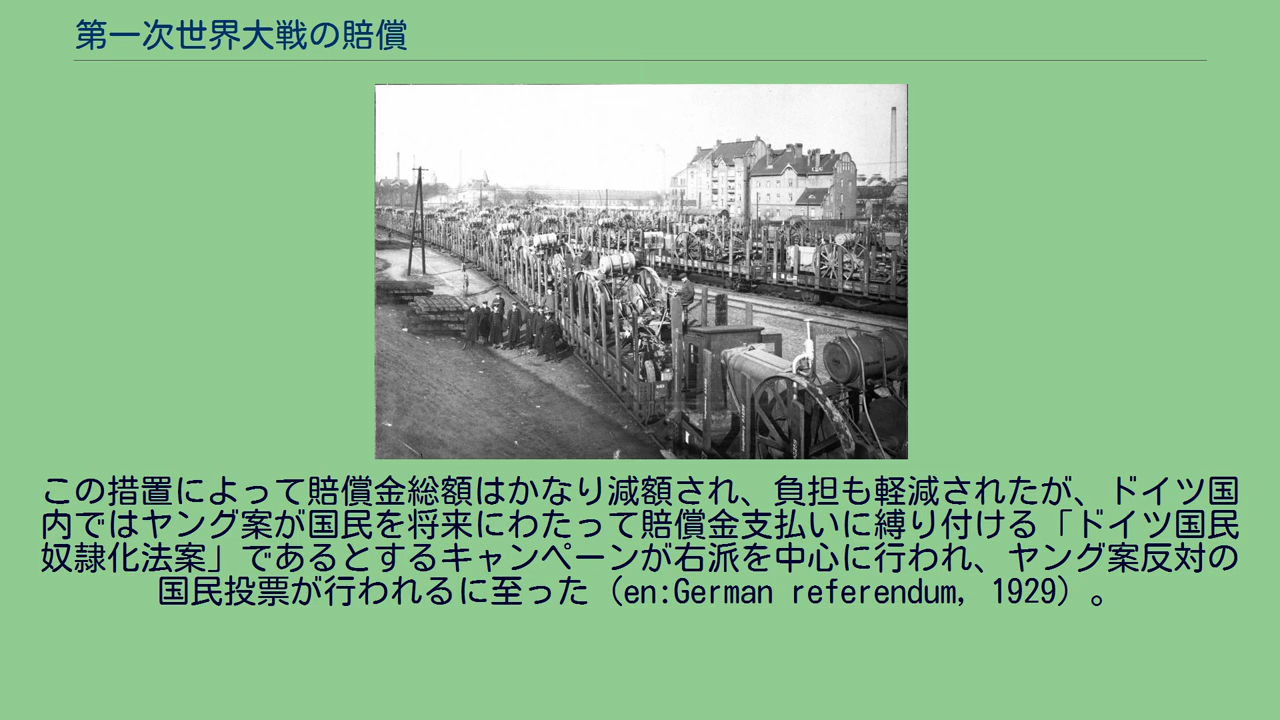 第一次世界大戦の賠償
この措置によって賠償金総額はかなり減額され、負担も軽減されたが、ドイツ国
内ではヤング案が国民を将来にわたって賠償金支払いに縛り付ける「ドイツ国民
奴隷化法案」であるとするキャンペーンが右派を中心に行われ、ヤング案反対の
国民投票が行われるに至った（en:German referendum, 1929）。